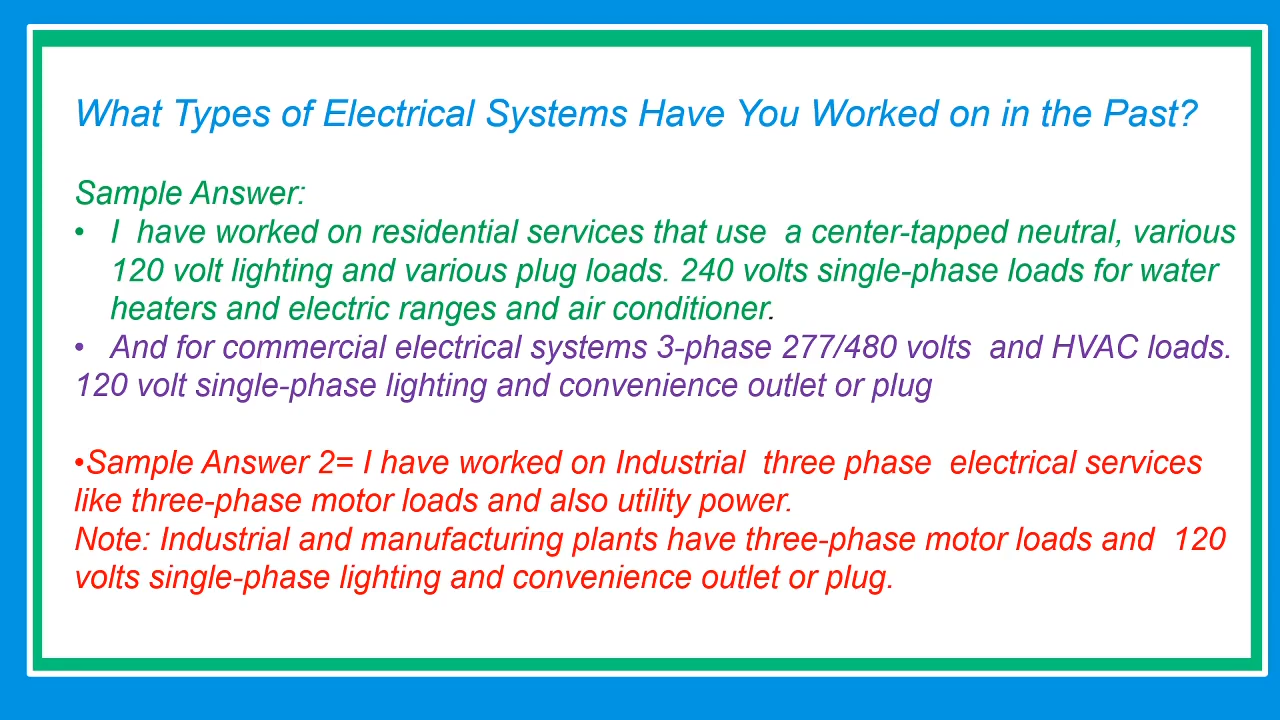 What Types of Electrical Systems Have You Worked on in the Past?
Sample Answer:
• I  have worked on residential services that use  a center-tapped neutral, various
120 volt lighting and various plug loads. 240 volts single-phase loads for water
heaters and electric ranges and air conditioner.
• And for commercial electrical systems 3-phase 277/480 volts  and HVAC loads.
120 volt single-phase lighting and convenience outlet or plug
•Sample Answer 2= I have worked on Industrial  three phase  electrical services
like three-phase motor loads and also utility power.
Note: Industrial and manufacturing plants have three-phase motor loads and  120
volts single-phase lighting and convenience outlet or plug.